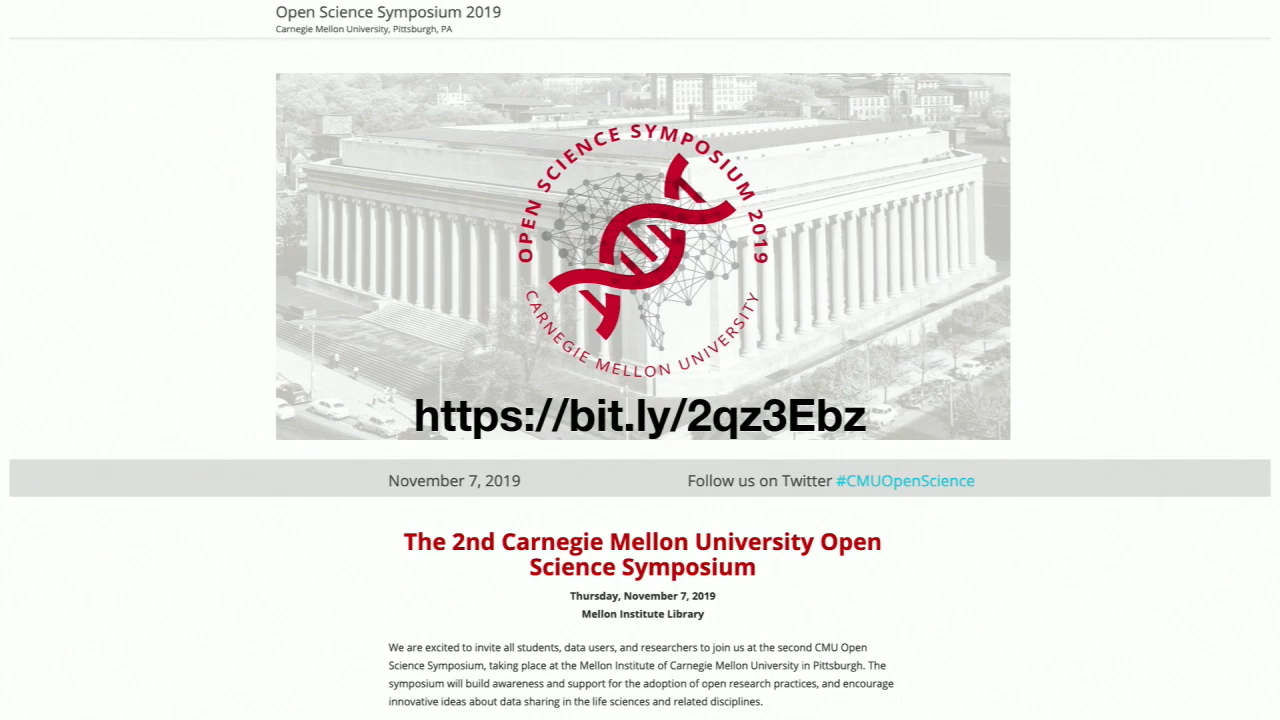 Open Science Symposium 2019
Carnegie Mellon University, Pittsburgh, PA
OPEN SCIENCE SYMPOSIUM 2019
CARNEGIE MELLON UNIVERSITY
https://bit.ly/2qz3Ebz
November 7, 2019
Follow us on Twitter #CMUOpenScience
The 2nd Carnegie Mellon University Open
Science Symposium
Thursday, November 7, 2019
Mellon Institute Library
We are excited to invite all students, data users, and researchers to join us at the second CMU Open
Science Symposium, taking place at the Mellon Institute of Carnegie Mellon University in Pittsburgh. The
symposium will build awareness and support for the adoption of open research practices, and encourage
innovative ideas about data sharing in the life sciences and related disciplines.